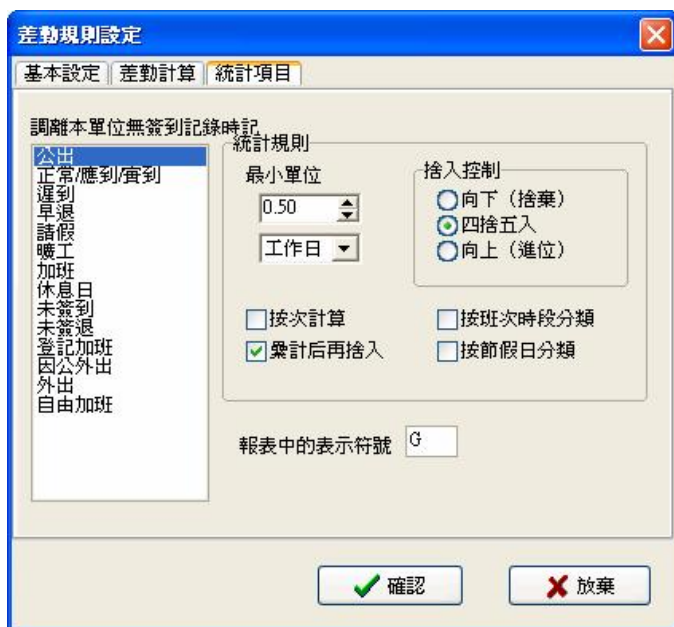 差勤規則設定
基本設定 差勤計算 統計項目
調離本單位無簽到記錄時記
公出
正常/應到/實到
遲到
早退
請假
曠工
加班
休息日
未簽到
未簽退
登記加班
因公外出
外出
自由加班
統計規則
最小單位
0.50
工作日
捨入控制
向下（捨棄）
四捨五入
向上（進位）
按次計算
彙計后再捨入
按班次時段分類
按節假日分類
報表中的表示符號 G
確認 放棄